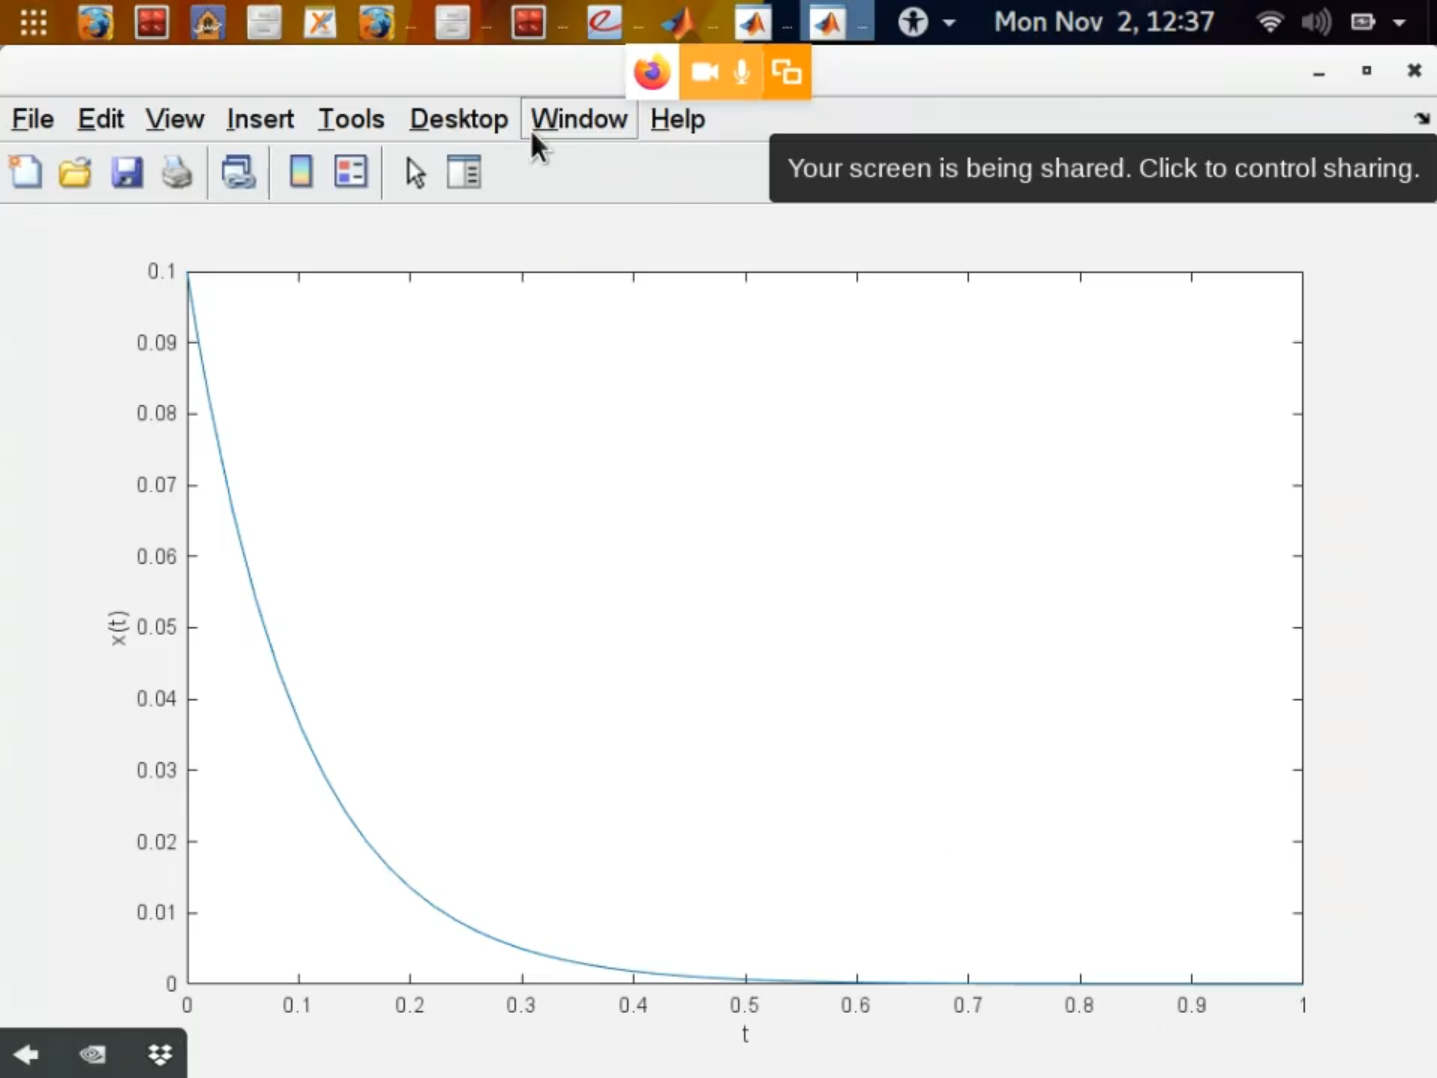 Mon Nov 2, 12:37
File Edit View Insert Tools Desktop Window Help
Your screen is being shared. Click to control sharing.
0.1
0.09
0.08
0.07
0.06
0.05
0.04
0.03
0.02
0.01
0
x(t)
0 0.1 0.2 0.3 0.4 0.5 0.6 0.7 0.8 0.9 1
t